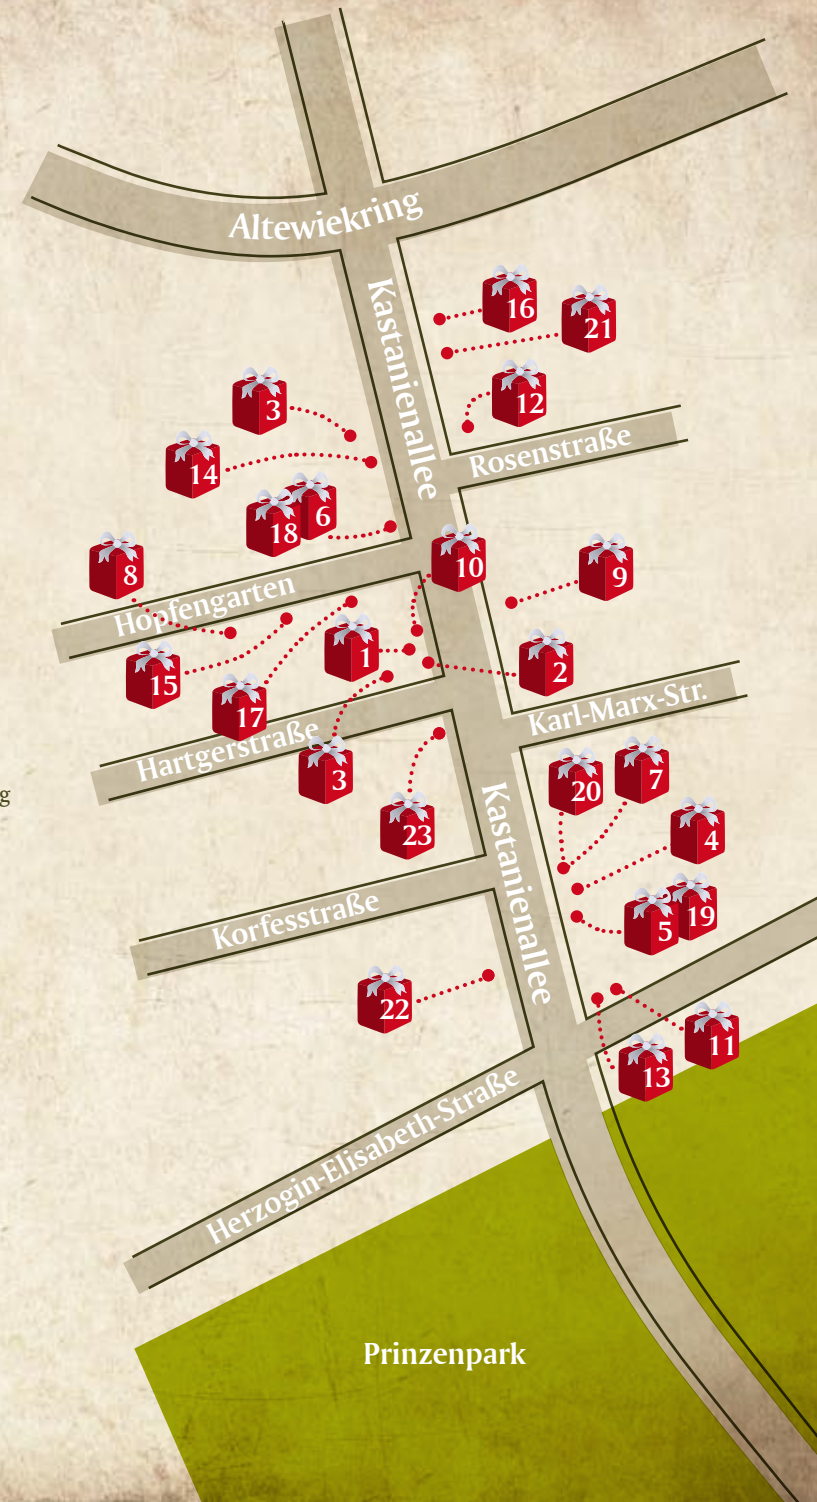 Altewiekring
Kastanienallee
16
21
3
12
14
Rosenstraße
6
18
10
8
9
Hopfengarten
1
2
15
17
Karl-Marx-Str.
Hartgerstraße
3
20
7
g
23
4
Kastanienallee
5
19
Korfesstraße
22
11
13
Herzogin-Elisabeth-Straße
Prinzenpark